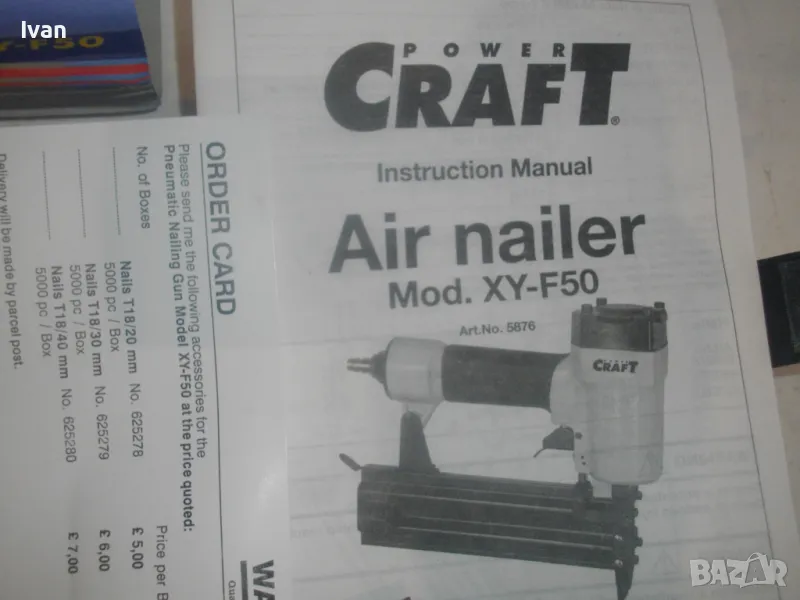 Ivan
Y-F50
POWER
CRAFT®
Instruction Manual
Air nailer
Mod. XY-F50
Art.No. 5876
CRAFT
ORDER CARD
Please send me the following accessories for the
Pneumatic Nailing Gun Model XY-F50 at the price quoted:
No. of Boxes
Price per B
Nails T18/20 mm No. 625278 £ 5,00
5000 pc / Box
Nails T18/30 mm No. 625279 £ 6,00
5000 pc / Box
Nails T18/40 mm No. 625280 £ 7,00
5000 pc / Box
Delivery will be made by parcel post.
WA
BAZAR